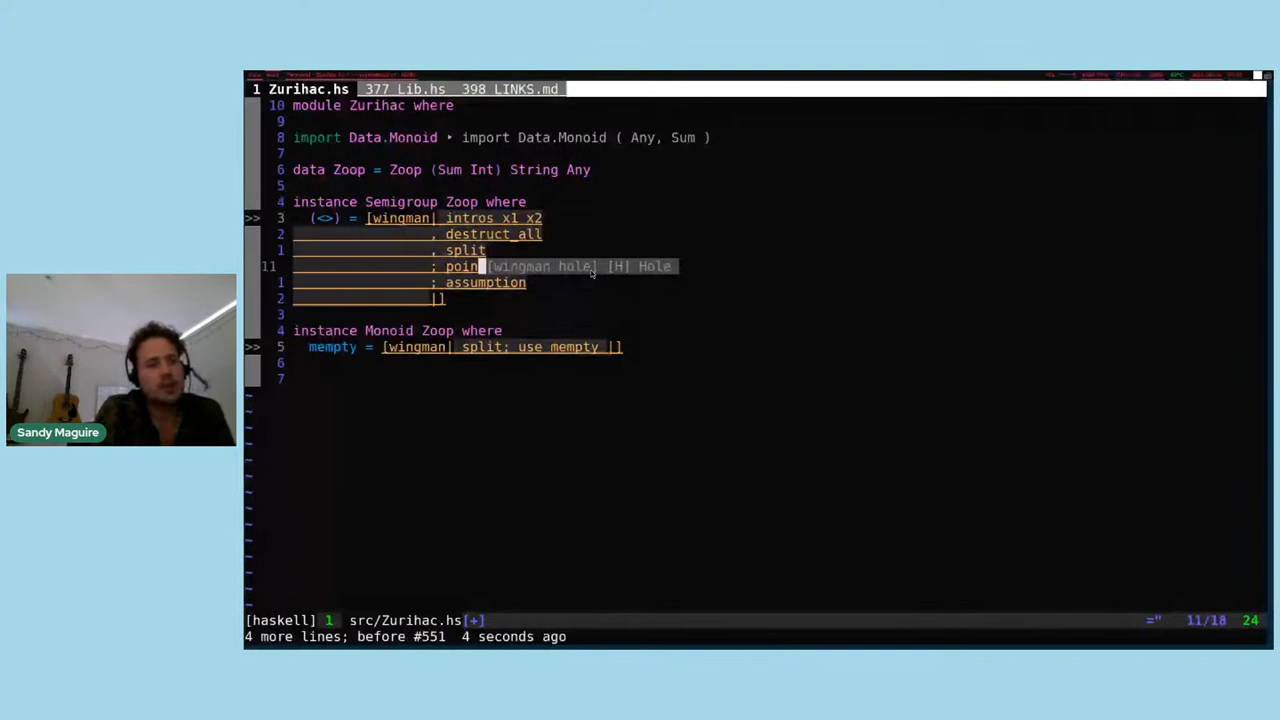 1 Zurihac.hs  377 Lib.hs  398 LINKS.md
10 module Zurihac where
9
8 import Data.Monoid ‣ import Data.Monoid ( Any, Sum )
7
6 data Zoop = Zoop (Sum Int) String Any
5
4 instance Semigroup Zoop where
>> 3   (<>) = [wingman| intros x1 x2
2                 , destruct_all
1                 , split
11                 ; poin [wingman hole] [H] Hole
1                 ; assumption
2                 |]
3
4 instance Monoid Zoop where
>> 5   mempty = [wingman| split; use mempty |]
6
7
~
~
~
~
~
~
~
~
~
~
~
~
~
~
Sandy Maguire
[haskell] 1  src/Zurihac.hs[+]  ="  11/18  24
4 more lines; before #551  4 seconds ago